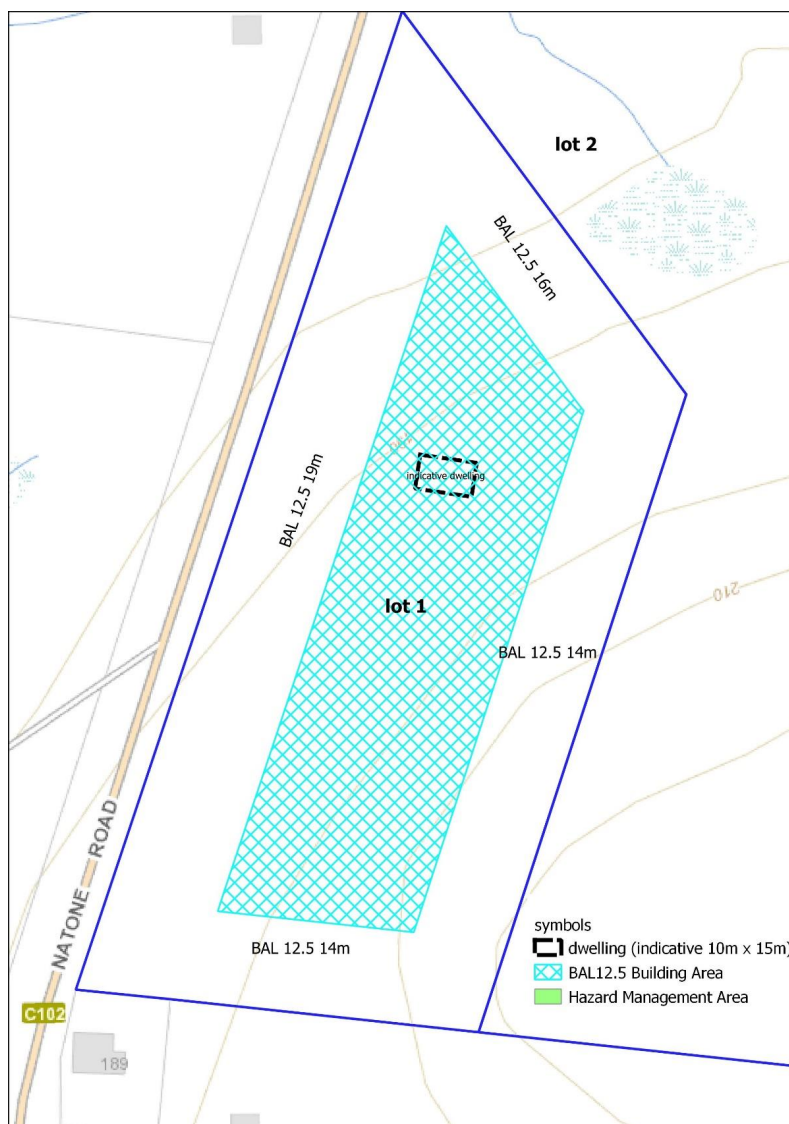 lot 2
BAL 12.5 16m
indicative dwelling
BAL 12.5 19m
lot 1
210
BAL 12.5 14m
NATONE ROAD
BAL 12.5 14m
symbols
dwelling (indicative 10m x 15m)
BAL12.5 Building Area
Hazard Management Area
C102
189